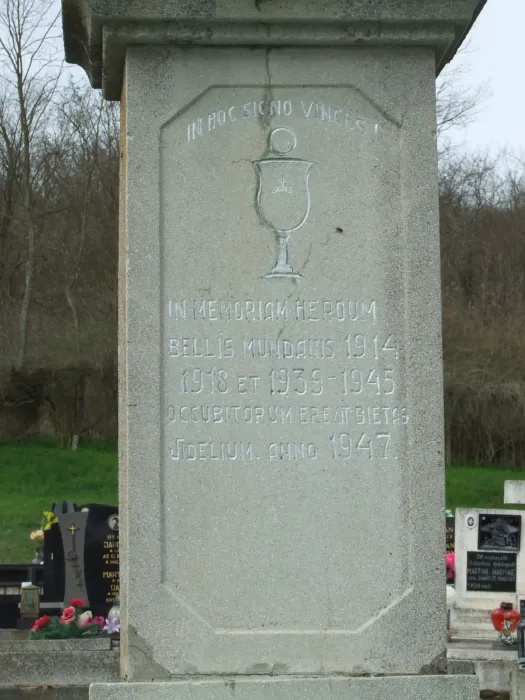 IN HOC SIGNO VINCES !
IHS
IN MEMORIAM HEROUM
BELLIS MUNDANIS 1914
1918 ET 1939-1945
OCCUBITORUM EREXIT PIETAS
FIDELIUM. ANNO 1947.